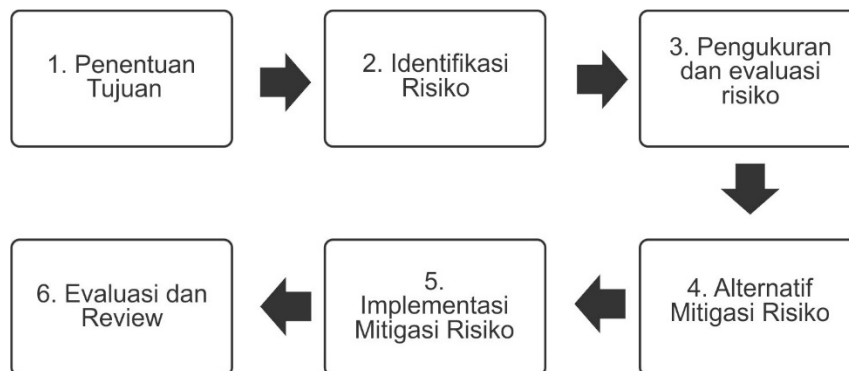 1. Penentuan
Tujuan
2. Identifikasi
Risiko
3. Pengukuran
dan evaluasi
risiko
4. Alternatif
Mitigasi Risiko
5.
Implementasi
Mitigasi Risiko
6. Evaluasi dan
Review